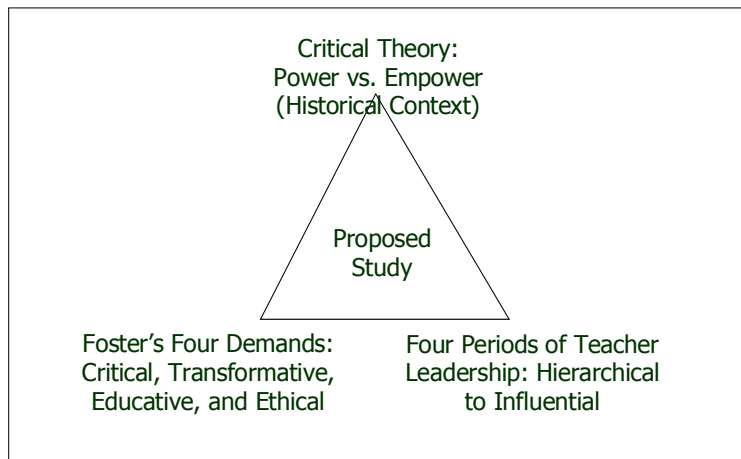 Critical Theory:
Power vs. Empower
(Historical Context)
Proposed
Study
Foster’s Four Demands:
Critical, Transformative,
Educative, and Ethical
Four Periods of Teacher
Leadership: Hierarchical
to Influential